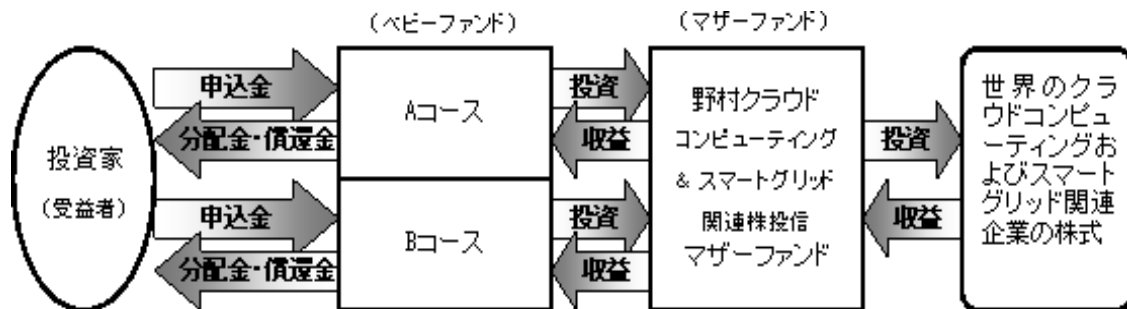 （ベビーファンド）
（マザーファンド）
投資家
（受益者）
申込金
分配金・償還金
申込金
分配金・償還金
Aコース
Bコース
投資
収益
投資
収益
野村クラウド
コンピューティング
& スマートグリッド
関連株投信
マザーファンド
投資
収益
世界のクラ
ウドコンピュ
ーティングお
よびスマート
グリッド関連
企業の株式